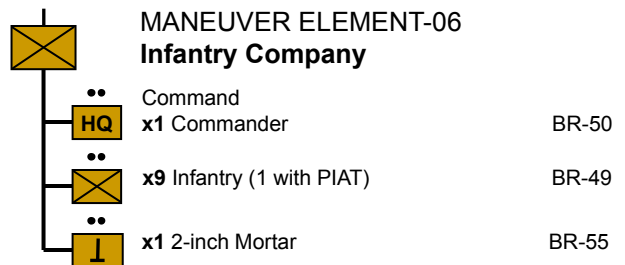 MANEUVER ELEMENT-06
Infantry Company
Command
HQ x1 Commander BR-50
x9 Infantry (1 with PIAT) BR-49
x1 2-inch Mortar BR-55